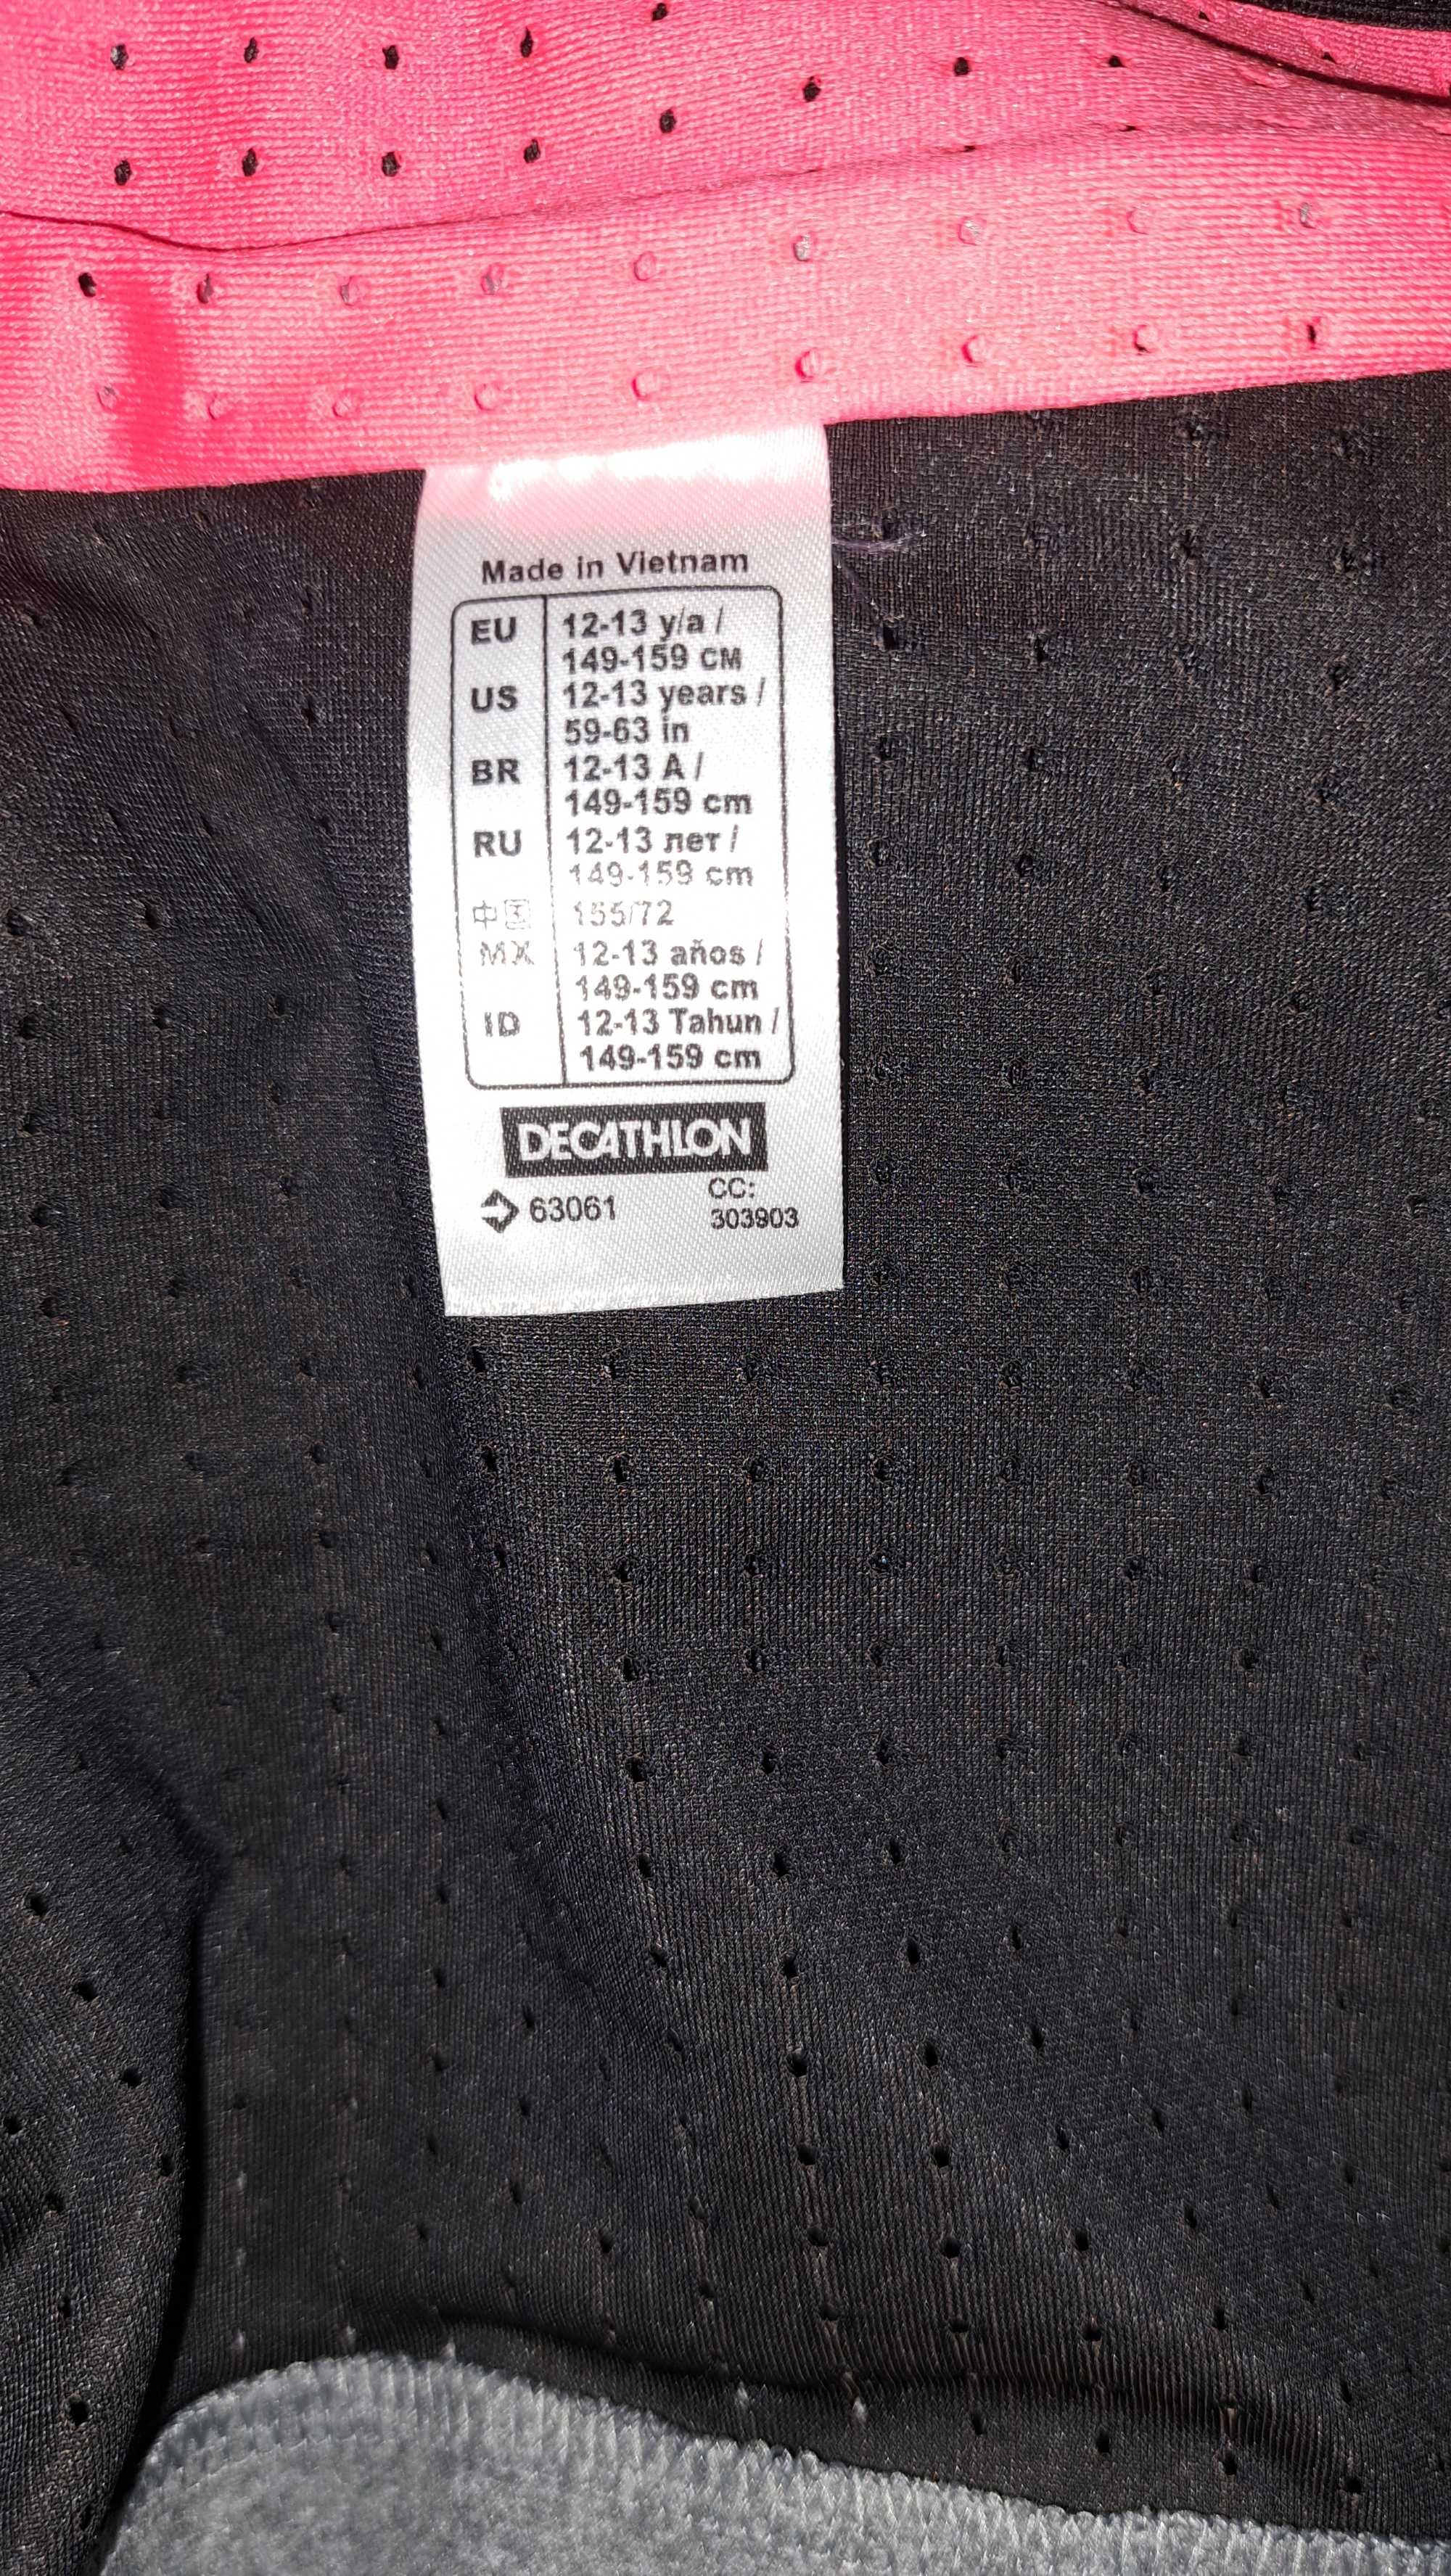 Made in Vietnam
EU 12-13 y/a /
149-159 CM
US 12-13 years /
59-63 in
BR 12-13 A /
149-159 cm
RU 12-13 лет /
149-159 cm
中国 155/72
MX 12-13 años /
149-159 cm
ID 12-13 Tahun /
149-159 cm
DECATHLON
63061 CC:
303903